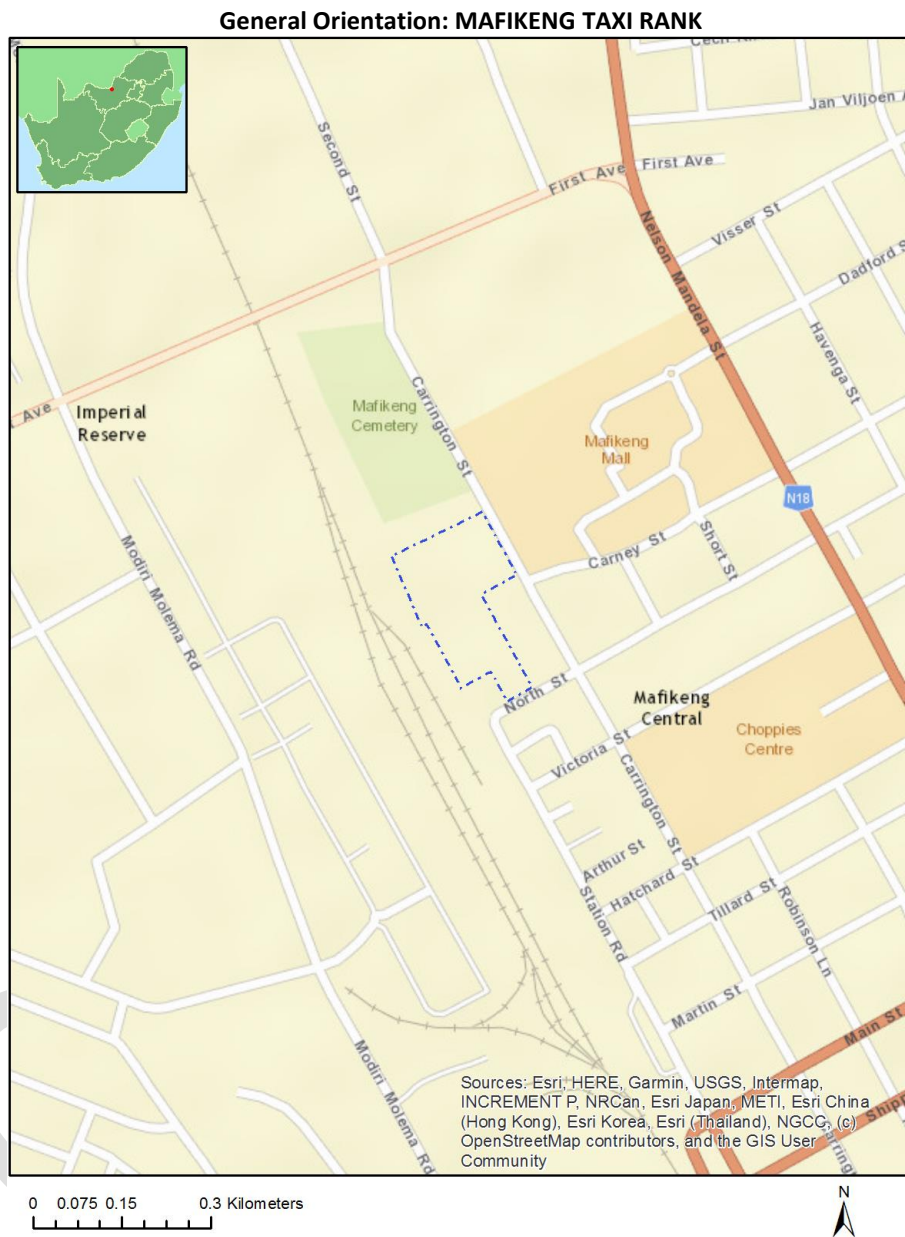 General Orientation: MAFIKENG TAXI RANK
Jan Viljoen A
Second St
First Ave
First Ave
Visser St
Nelson Mandela St
Dadford S
Havenga St
Ave
Imperial
Reserve
Mafikeng
Cemetery
Carrington St
Mafikeng
Mall
N18
Carney St
Short St
Modiri Molema Rd
North St
Mafikeng
Central
Choppies
Centre
Victoria St
Carrington St
Arthur St
Hatchard St
Station Rd
Tillard St
Robinson Ln
Martin St
Main St
Modiri Molema Rd
Shipp
Sources: Esri, HERE, Garmin, USGS, Intermap,
INCREMENT P, NRCan, Esri Japan, METI, Esri China
(Hong Kong), Esri Korea, Esri (Thailand), NGCC, (c)
OpenStreetMap contributors, and the GIS User
Community
0 0.075 0.15 0.3 Kilometers
N